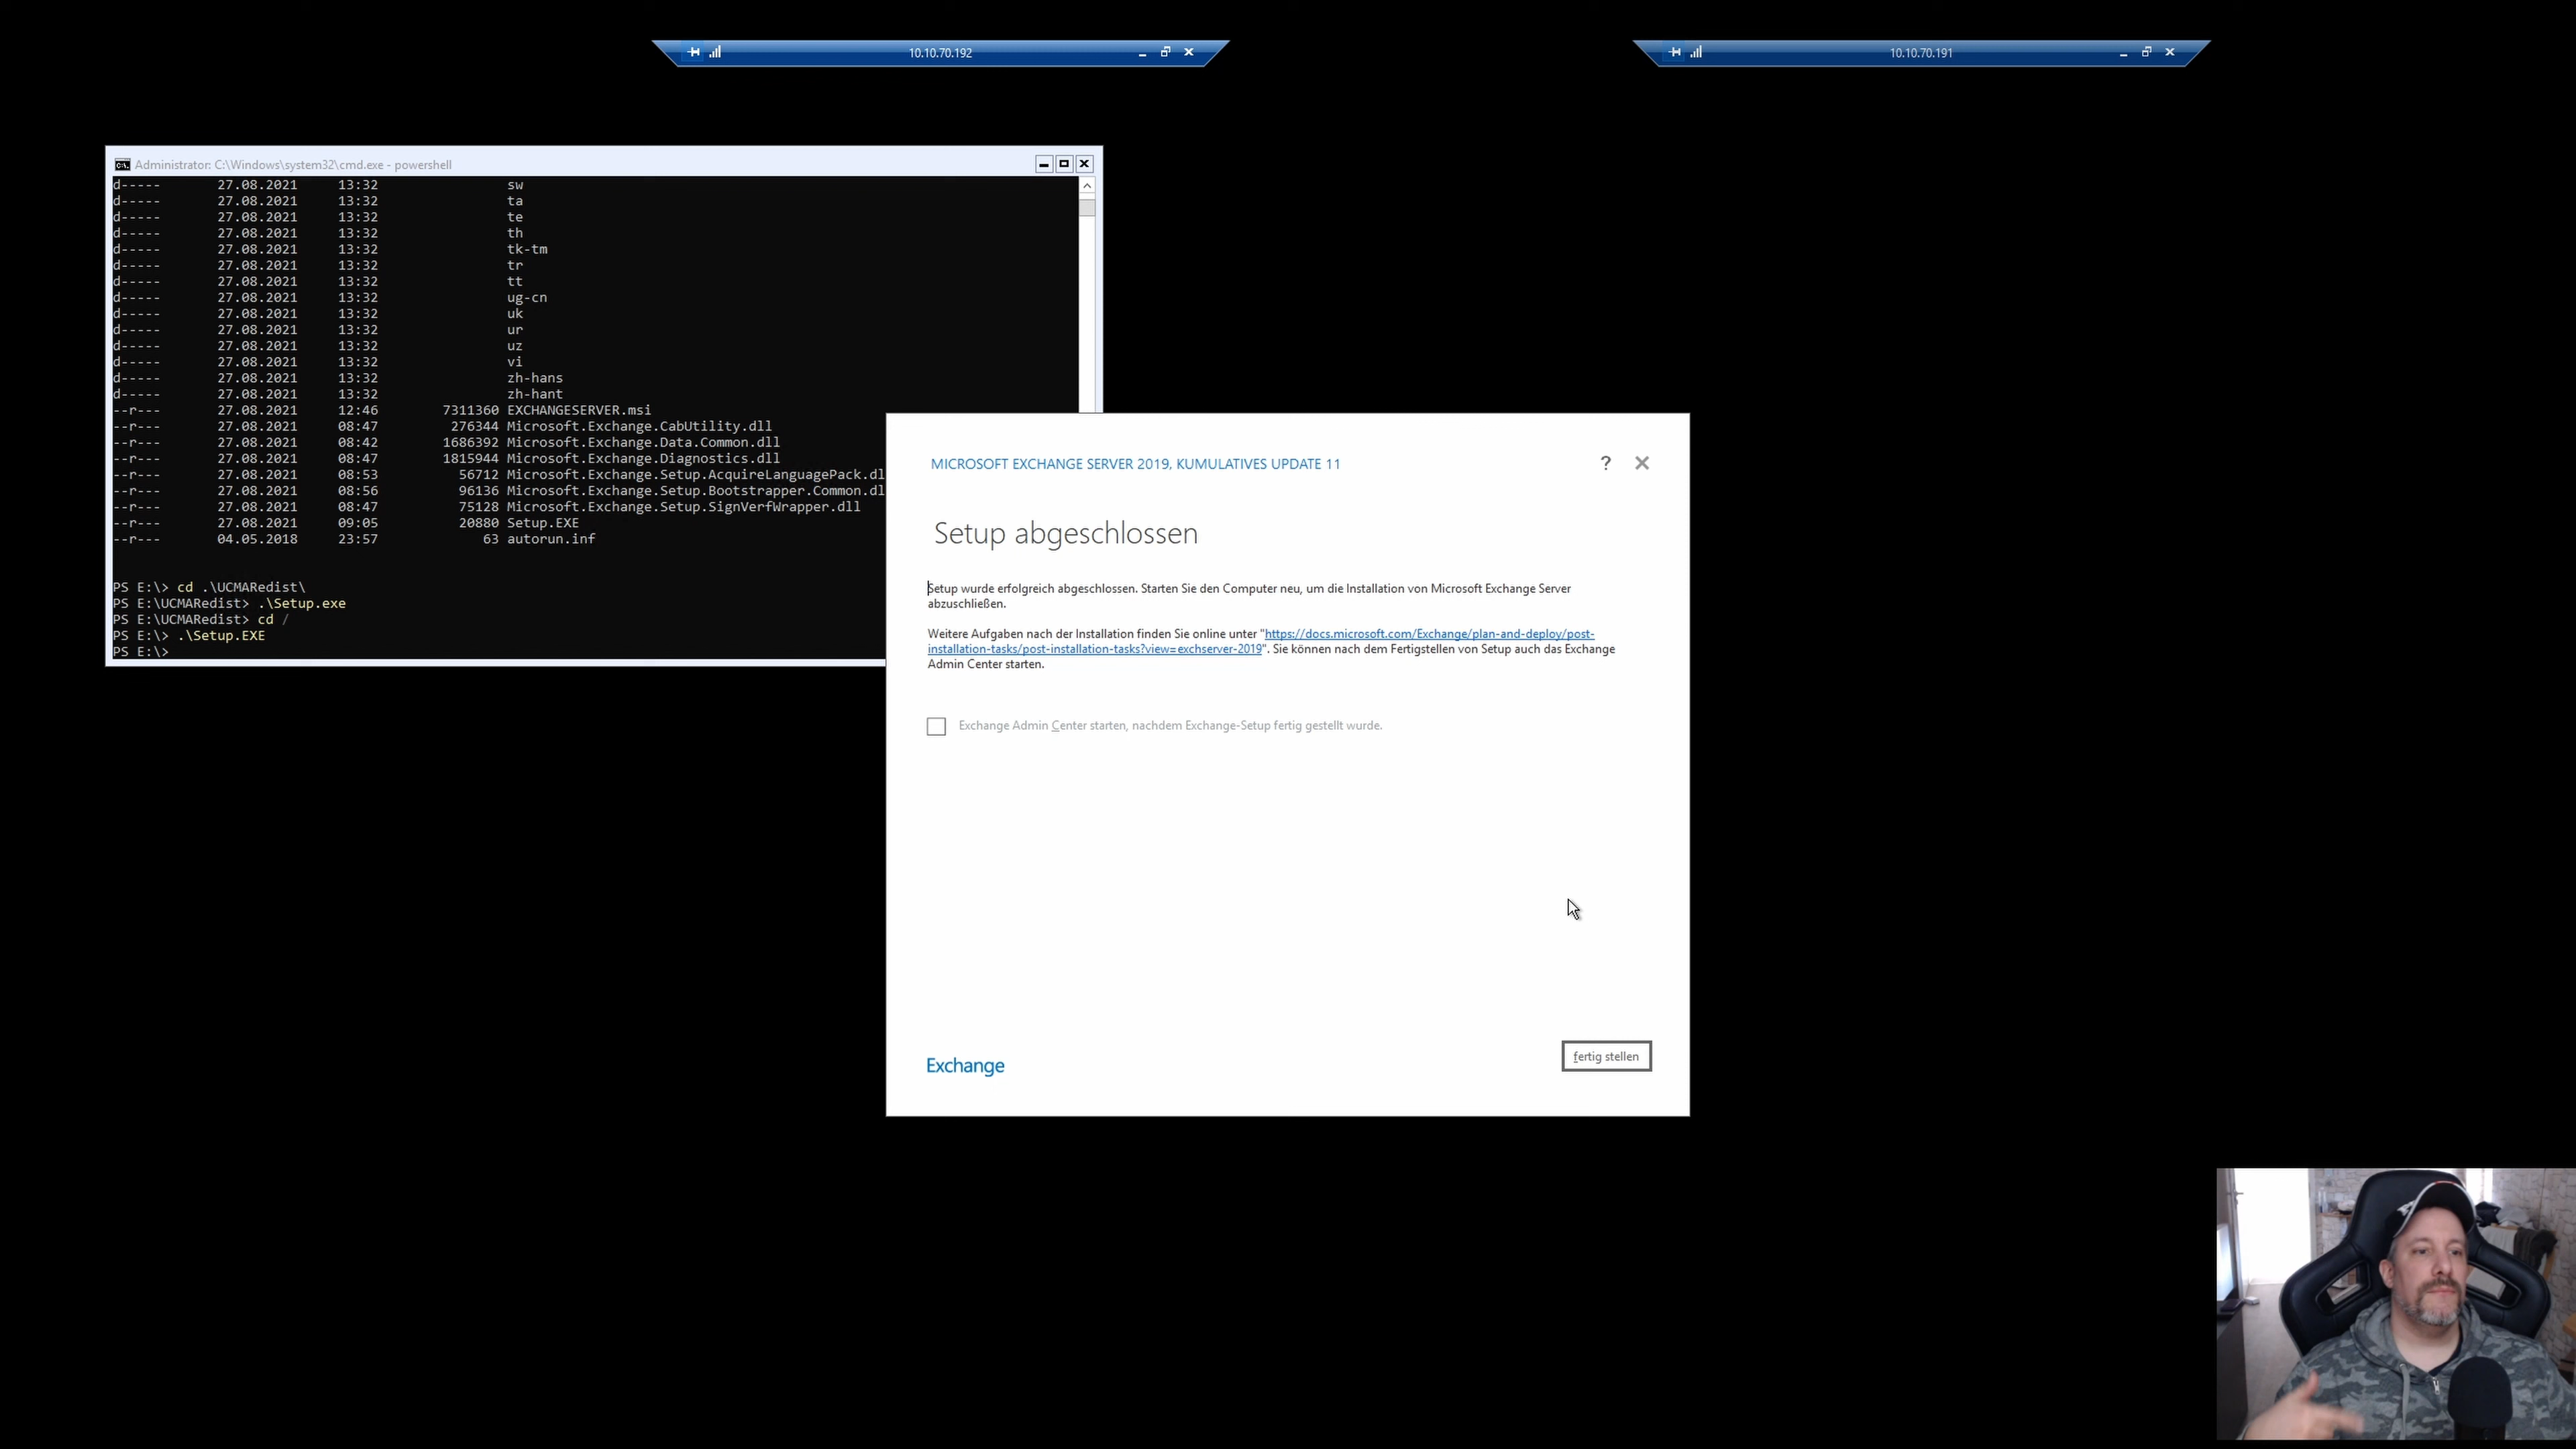 10.10.70.192
10.10.70.191
Administrator: C:\Windows\system32\cmd.exe - powershell
d----- 27.08.2021 13:32 sw
d----- 27.08.2021 13:32 ta
d----- 27.08.2021 13:32 te
d----- 27.08.2021 13:32 th
d----- 27.08.2021 13:32 tk-tm
d----- 27.08.2021 13:32 tr
d----- 27.08.2021 13:32 tt
d----- 27.08.2021 13:32 ug-cn
d----- 27.08.2021 13:32 uk
d----- 27.08.2021 13:32 ur
d----- 27.08.2021 13:32 uz
d----- 27.08.2021 13:32 vi
d----- 27.08.2021 13:32 zh-hans
d----- 27.08.2021 13:32 zh-hant
--r--- 27.08.2021 12:46 7311360 EXCHANGESERVER.msi
--r--- 27.08.2021 08:47 276344 Microsoft.Exchange.CabUtility.dll
--r--- 27.08.2021 08:42 1686392 Microsoft.Exchange.Data.Common.dll
--r--- 27.08.2021 08:47 1815944 Microsoft.Exchange.Diagnostics.dll
--r--- 27.08.2021 08:53 56712 Microsoft.Exchange.Setup.AcquireLanguagePack.dl
--r--- 27.08.2021 08:56 96136 Microsoft.Exchange.Setup.Bootstrapper.Common.dl
--r--- 27.08.2021 08:47 75128 Microsoft.Exchange.Setup.SignVerfWrapper.dll
--r--- 27.08.2021 09:05 20880 Setup.EXE
--r--- 04.05.2018 23:57 63 autorun.inf
PS E:\> cd .\UCMARedist\
PS E:\UCMARedist> .\Setup.exe
PS E:\UCMARedist> cd /
PS E:\> .\Setup.EXE
PS E:\>
MICROSOFT EXCHANGE SERVER 2019, KUMULATIVES UPDATE 11
?
Setup abgeschlossen
Setup wurde erfolgreich abgeschlossen. Starten Sie den Computer neu, um die Installation von Microsoft Exchange Server
abzuschließen.
Weitere Aufgaben nach der Installation finden Sie online unter "https://docs.microsoft.com/Exchange/plan-and-deploy/post-
installation-tasks/post-installation-tasks?view=exchserver-2019". Sie können nach dem Fertigstellen von Setup auch das Exchange
Admin Center starten.
Exchange Admin Center starten, nachdem Exchange-Setup fertig gestellt wurde.
Exchange
fertig stellen